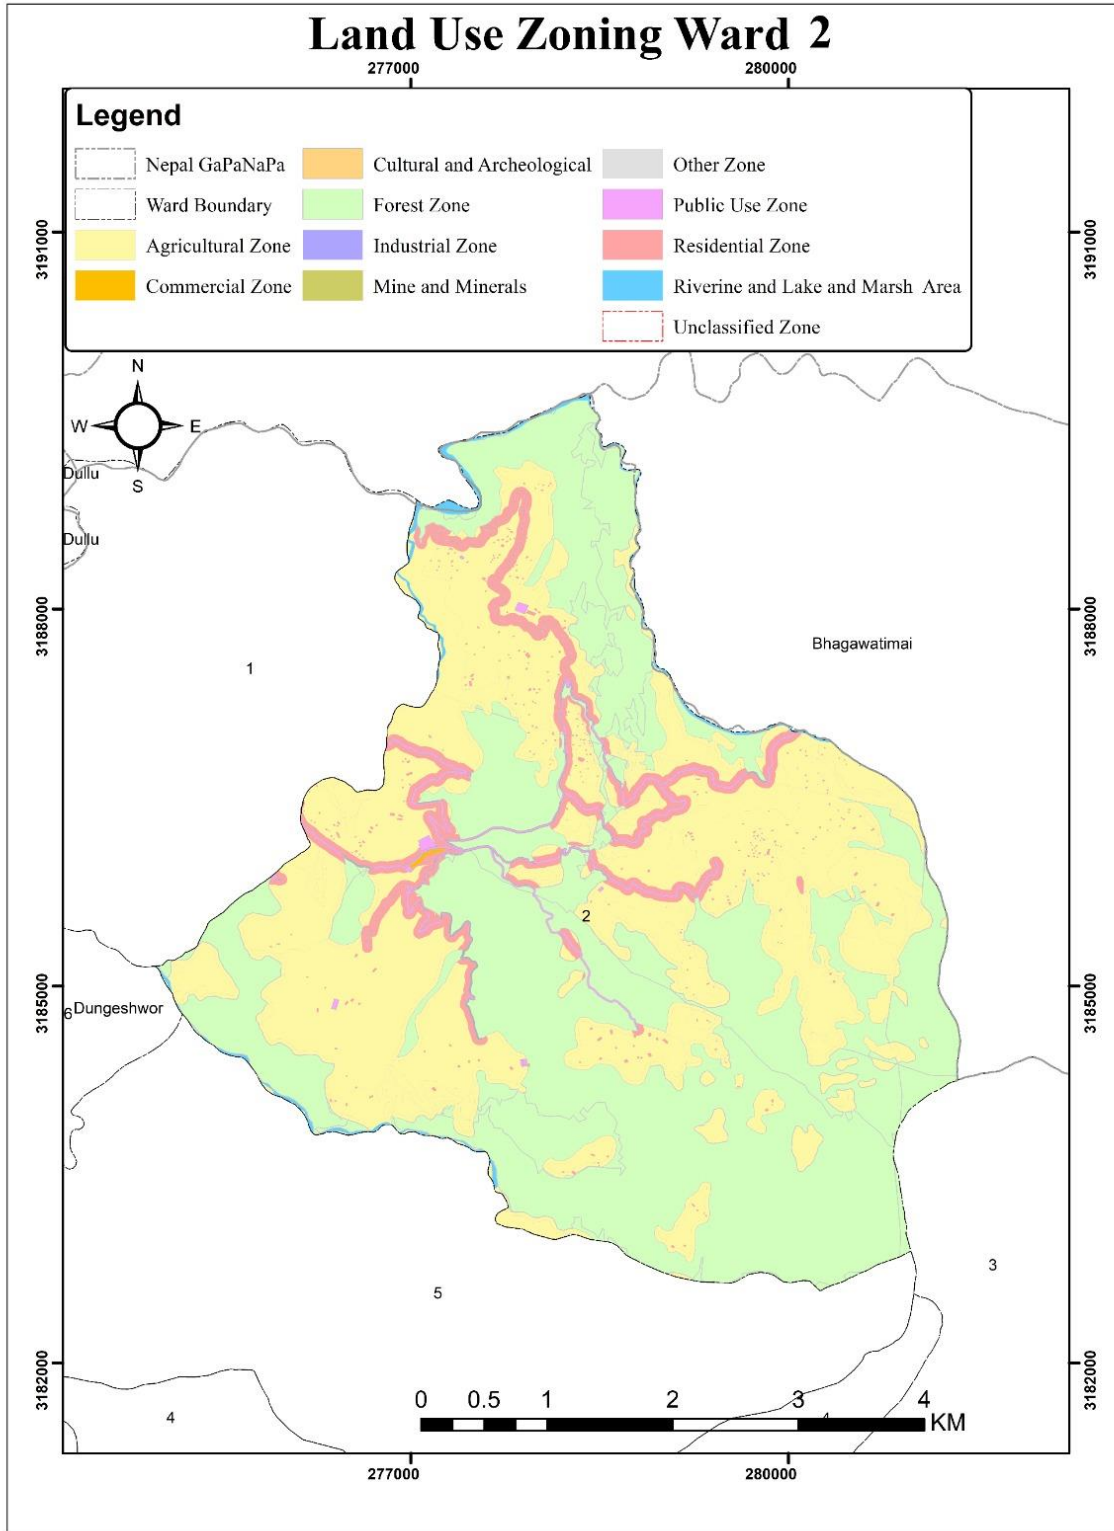 Land Use Zoning Ward 2
277000 280000
Legend
Nepal GaPaNaPa
Ward Boundary
Agricultural Zone
Commercial Zone
Cultural and Archeological
Forest Zone
Industrial Zone
Mine and Minerals
Other Zone
Public Use Zone
Residential Zone
Riverine and Lake and Marsh Area
Unclassified Zone
3191000 3191000
N
W E
S
Dullu
Dullu
3188000 3188000
Bhagawatimai
1
2
3185000 3185000
6 Dungeshwor
3
5
3182000 3182000
0 0.5 1 2 3 4
KM
4 4
277000 280000